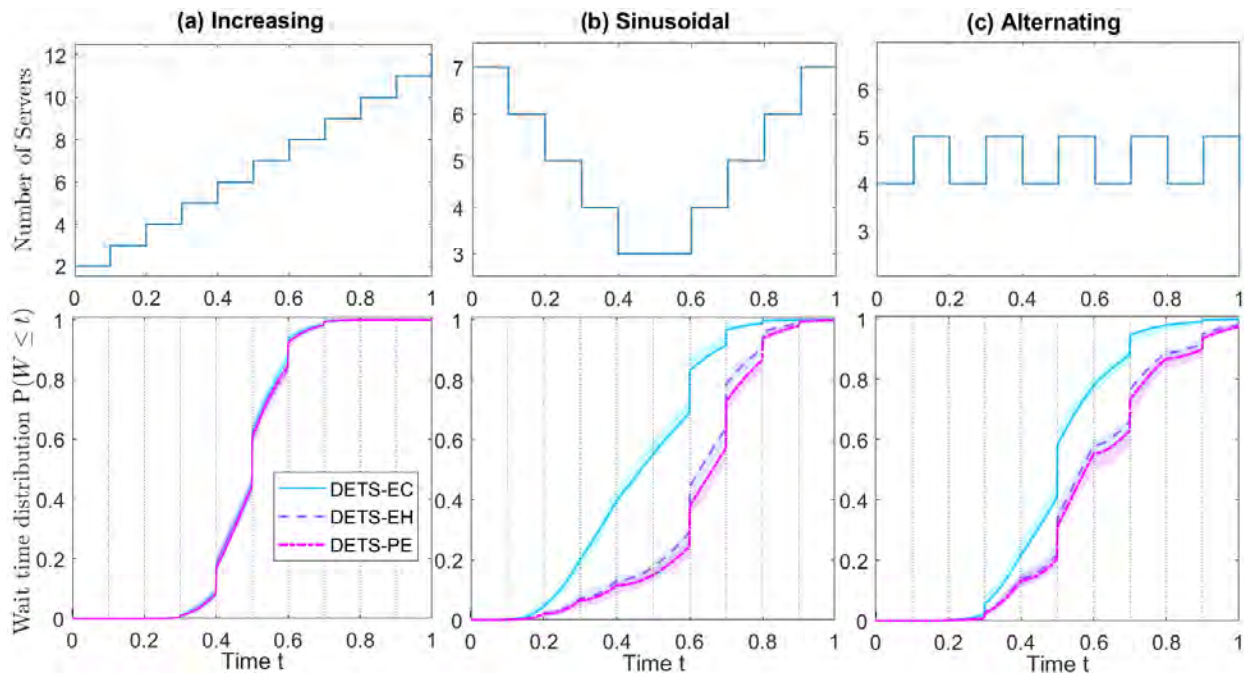 (a) Increasing
(b) Sinusoidal
(c) Alternating
Number of Servers
12
10
8
6
4
2
0 0.2 0.4 0.6 0.8 1
7
6
5
4
3
0 0.2 0.4 0.6 0.8 1
6
5
4
3
0 0.2 0.4 0.6 0.8 1
Wait time distribution P(W ≤ t)
1
0.8
0.6
0.4
0.2
0
DETS-EC
DETS-EH
DETS-PE
0 0.2 0.4 0.6 0.8 1
Time t
1
0.8
0.6
0.4
0.2
0
0 0.2 0.4 0.6 0.8 1
Time t
1
0.8
0.6
0.4
0.2
0
0 0.2 0.4 0.6 0.8 1
Time t